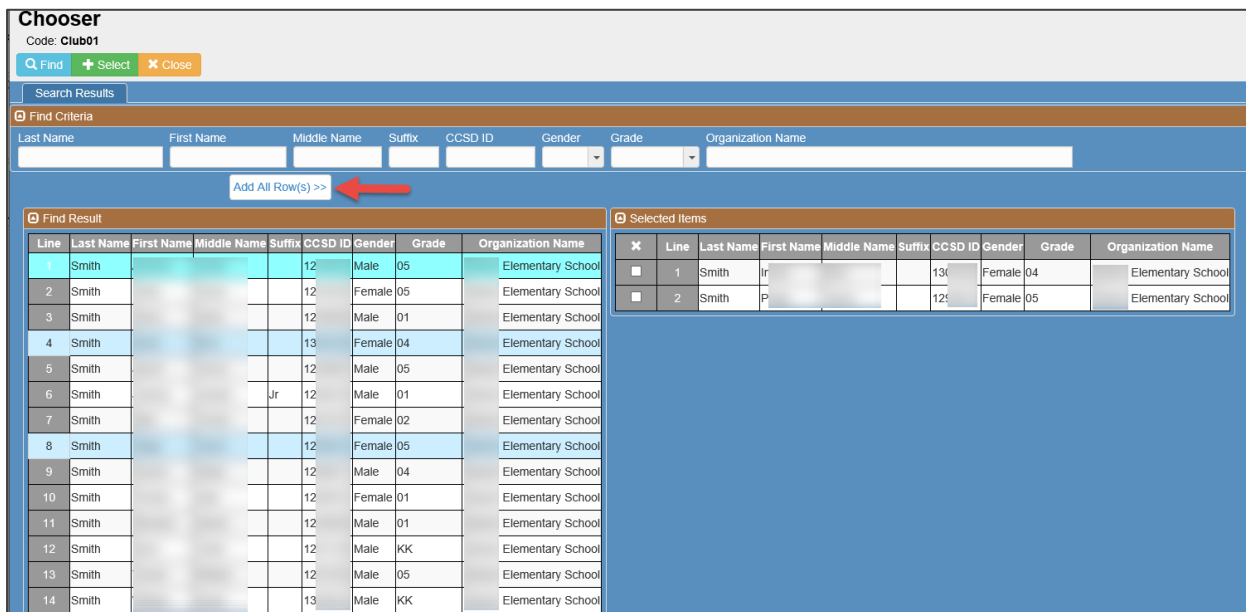 Chooser
Code: Club01
Find Select Close
Search Results
Find Criteria
Last Name First Name Middle Name Suffix CCSD ID Gender Grade Organization Name
Add All Row(s) >>
Find Result
Line Last Name First Name Middle Name Suffix CCSD ID Gender Grade Organization Name
1 Smith 12 Male 05 Elementary School
2 Smith 12 Female 05 Elementary School
3 Smith 12 Male 01 Elementary School
4 Smith 13 Female 04 Elementary School
5 Smith 12 Male 05 Elementary School
6 Smith Jr 12 Male 01 Elementary School
7 Smith 12 Female 02 Elementary School
8 Smith 12 Female 05 Elementary School
9 Smith 12 Male 04 Elementary School
10 Smith 12 Female 01 Elementary School
11 Smith 12 Male 01 Elementary School
12 Smith 12 Male KK Elementary School
13 Smith 12 Male 05 Elementary School
14 Smith 13 Male KK Elementary School
Selected Items
Line Last Name First Name Middle Name Suffix CCSD ID Gender Grade Organization Name
1 Smith 130 Female 04 Elementary School
2 Smith P 129 Female 05 Elementary School